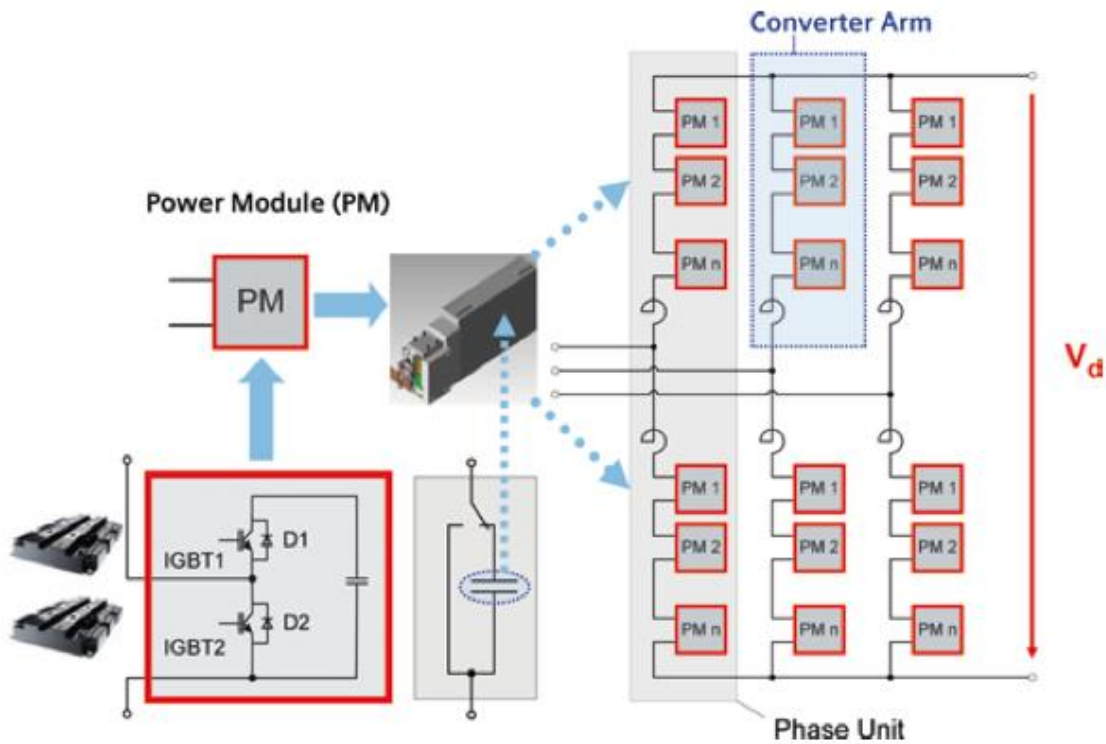 Converter Arm
PM 1
PM 1
PM 1
PM 2
PM 2
PM 2
Power Module (PM)
PM n
PM n
PM n
PM
V d
PM 1
PM 1
PM 1
IGBT1
D1
PM 2
PM 2
PM 2
IGBT2
D2
PM n
PM n
PM n
Phase Unit